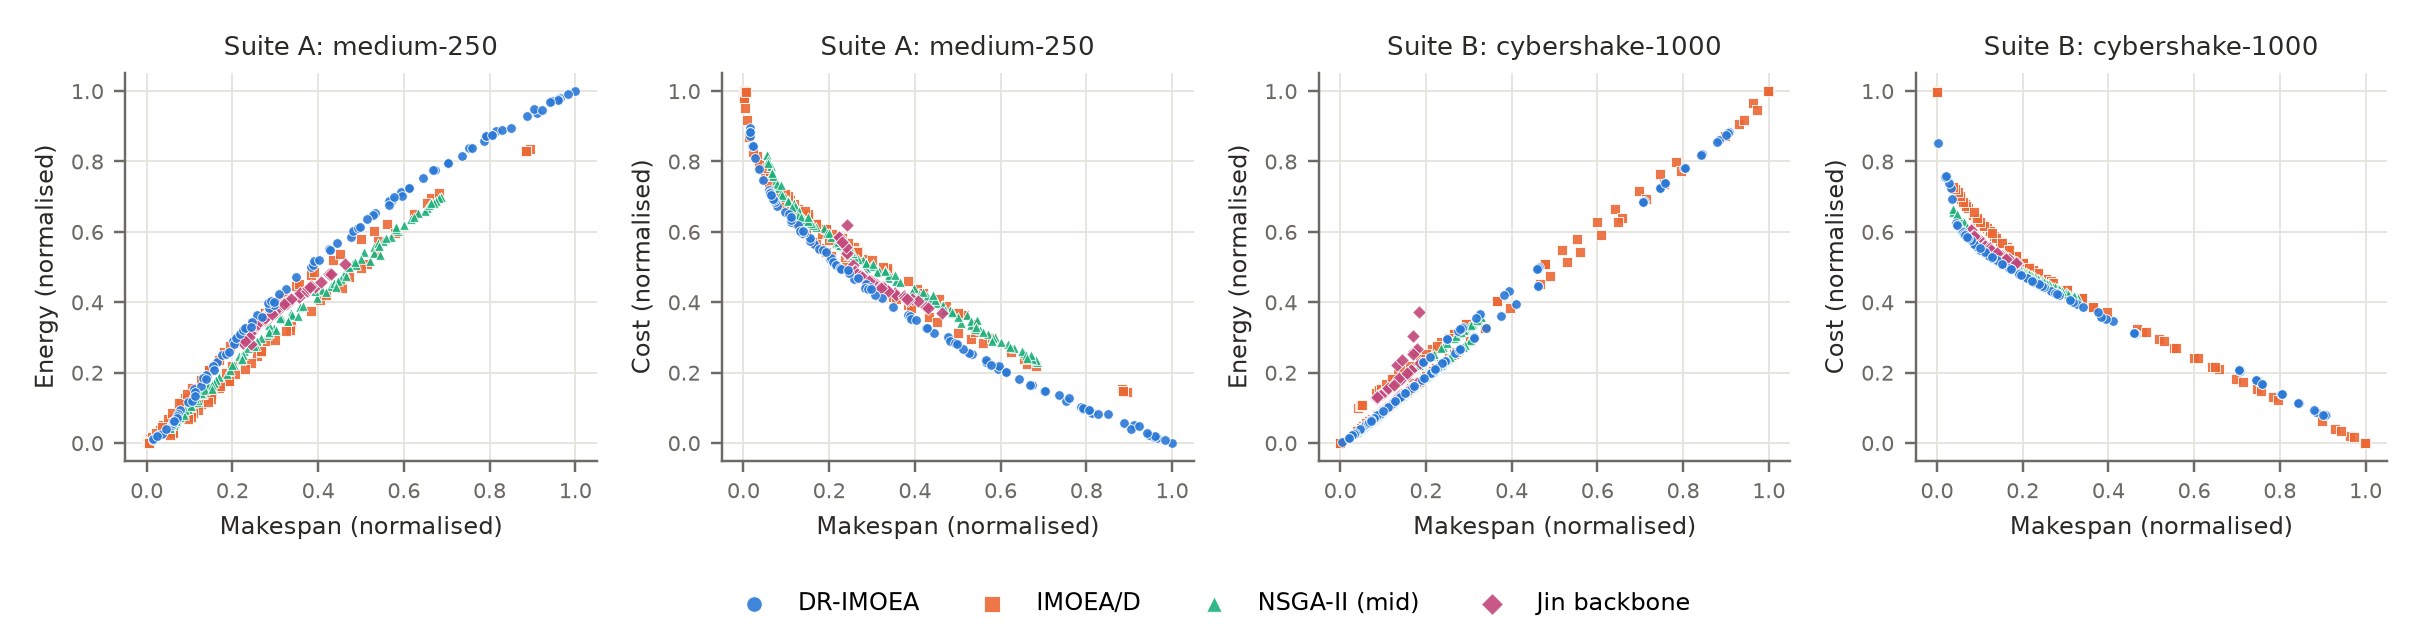 Suite A: medium-250
Energy (normalised)
1.0
0.8
0.6
0.4
0.2
0.0
0.0 0.2 0.4 0.6 0.8 1.0
Makespan (normalised)
Suite A: medium-250
Cost (normalised)
1.0
0.8
0.6
0.4
0.2
0.0
0.0 0.2 0.4 0.6 0.8 1.0
Makespan (normalised)
Suite B: cybershake-1000
Energy (normalised)
1.0
0.8
0.6
0.4
0.2
0.0
0.0 0.2 0.4 0.6 0.8 1.0
Makespan (normalised)
Suite B: cybershake-1000
Cost (normalised)
1.0
0.8
0.6
0.4
0.2
0.0
0.0 0.2 0.4 0.6 0.8 1.0
Makespan (normalised)
DR-IMOEA IMOEA/D NSGA-II (mid) Jin backbone